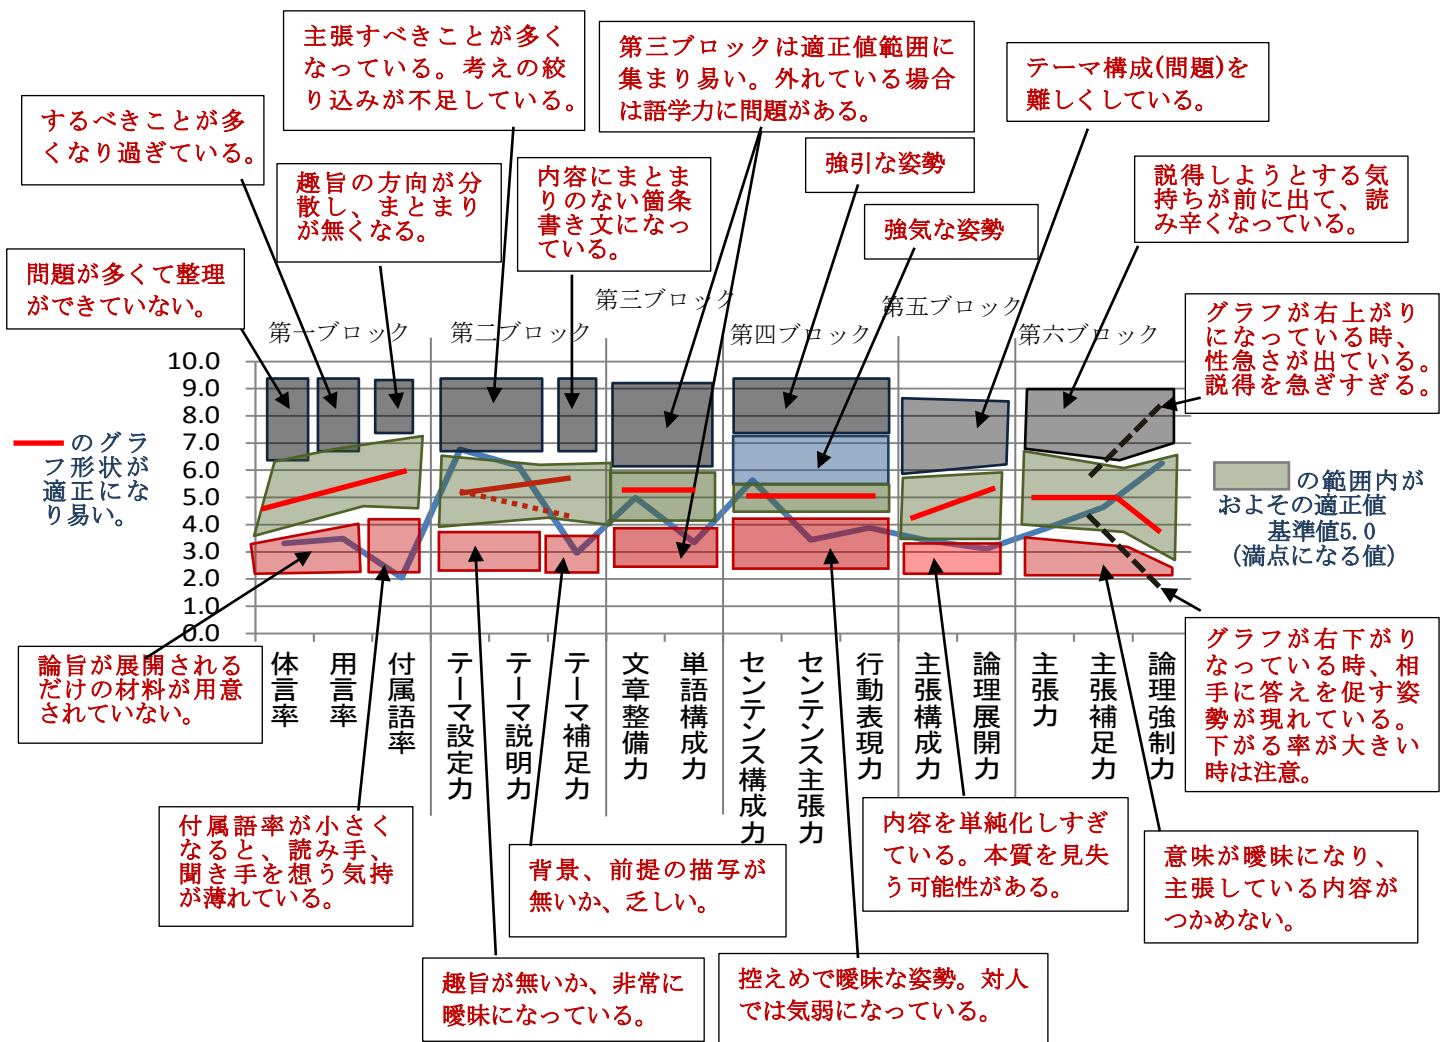 主張すべきことが多く
なっている。考えの絞
り込みが不足している。
第三ブロックは適正値範囲に
集まり易い。外れている場合
は語学力に問題がある。
テーマ構成(問題)を
難しくしている。
するべきことが多
くなり過ぎている。
趣旨の方向が分
散し、まとまり
が無くなる。
内容にまとま
りのない箇条
書き文になっ
ている。
強引な姿勢
強気な姿勢
説得しようとする気
持ちが前に出て、読
み辛くなっている。
問題が多くて整理
ができていない。
グラフが右上がり
になっている時、
性急さが出ている。
説得を急ぎすぎる。
第一ブロック
第二ブロック
第三ブロック
第四ブロック
第五ブロック
第六ブロック
10.0
9.0
8.0
7.0
6.0
5.0
4.0
3.0
2.0
1.0
0.0
のグラ
フ形状が
適正にな
り易い。
の範囲内が
およその適正値
基準値5.0
(満点になる値)
体言率
用言率
付属語率
テーマ設定力
テーマ説明力
テーマ補足力
文章整備力
単語構成力
センテンス構成力
センテンス主張力
行動表現力
主張構成力
論理展開力
主張力
主張補足力
論理強制力
論旨が展開される
だけの材料が用意
されていない。
付属語率が小さく
なると、読み手、
聞き手を想う気持
が薄れている。
背景、前提の描写が
無いか、乏しい。
趣旨が無いか、非常に
曖昧になっている。
控えめで曖昧な姿勢。対人
では気弱になっている。
内容を単純化しすぎ
ている。本質を見失
う可能性がある。
意味が曖昧になり、
主張している内容が
つかめない。
グラフが右下がり
なっている時、相
手に答えを促す姿
勢が現れている。
下がる率が大きい
時は注意。